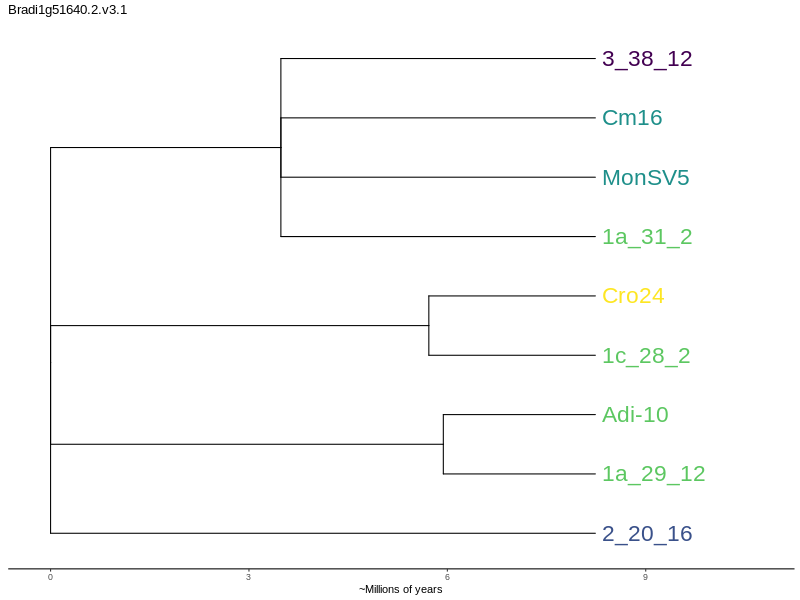 Bradi1g51640.2.v3.1
3_38_12
Cm16
MonSV5
1a_31_2
Cro24
1c_28_2
Adi-10
1a_29_12
2_20_16
0 3 6 9
~Millions of years